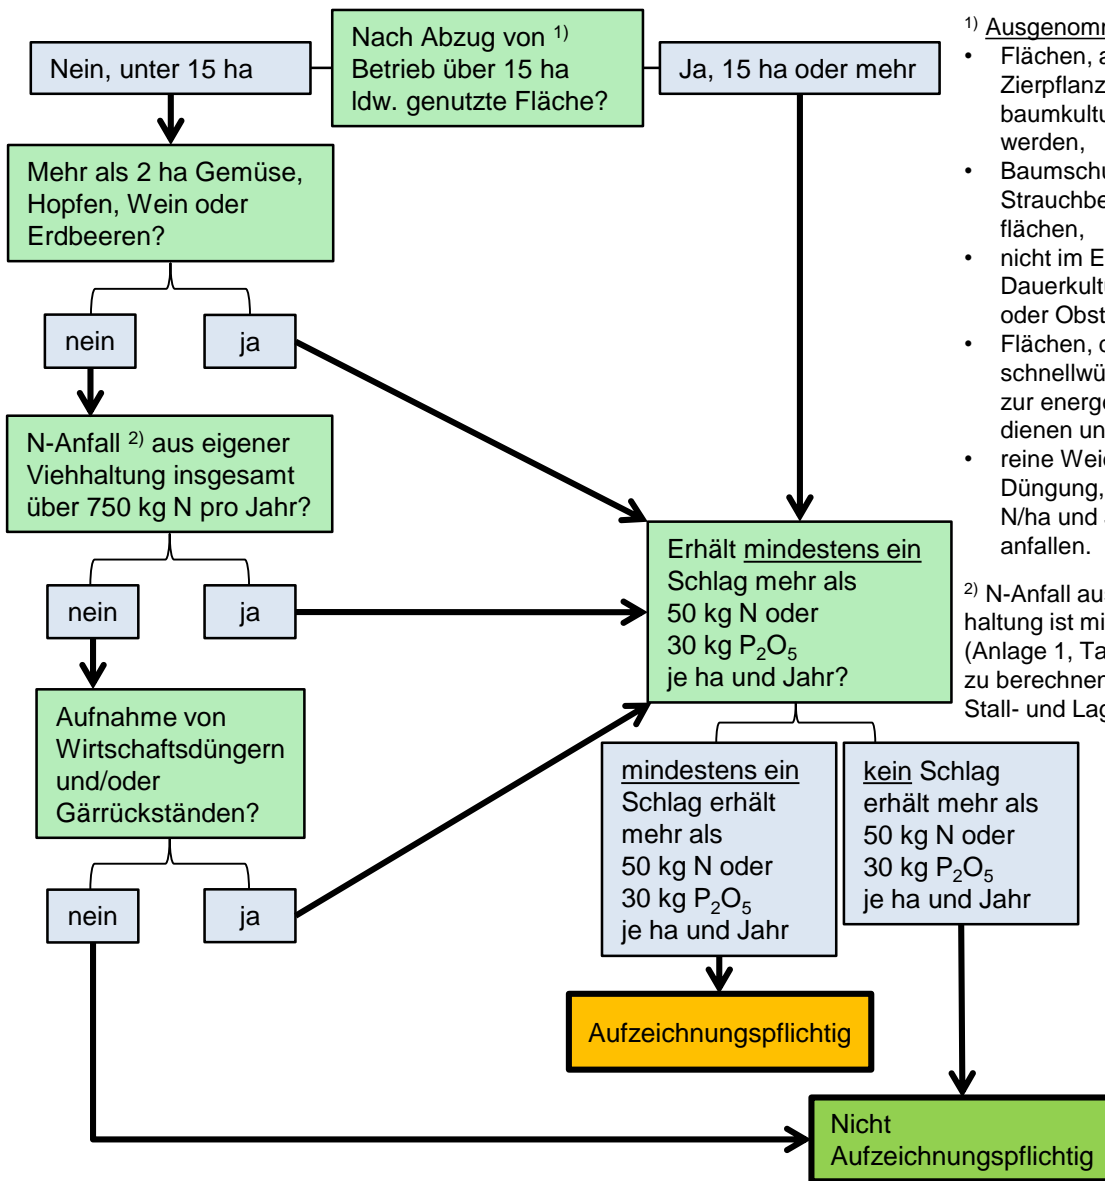 Nach Abzug von 1)
Betrieb über 15 ha
ldw. genutzte Fläche?
Nein, unter 15 ha
Ja, 15 ha oder mehr
Mehr als 2 ha Gemüse,
Hopfen, Wein oder
Erdbeeren?
nein
ja
N-Anfall 2) aus eigener
Viehhaltung insgesamt
über 750 kg N pro Jahr?
nein
ja
Aufnahme von
Wirtschaftsdüngern
und/oder
Gärrückständen?
nein
ja
Erhält mindestens ein
Schlag mehr als
50 kg N oder
30 kg P2O5
je ha und Jahr?
mindestens ein
Schlag erhält
mehr als
50 kg N oder
30 kg P2O5
je ha und Jahr
kein Schlag
erhält mehr als
50 kg N oder
30 kg P2O5
je ha und Jahr
Aufzeichnungspflichtig
Nicht
Aufzeichnungspflichtig
1) Ausgenomm
• Flächen, a
Zierpflanz
baumkultu
werden,
• Baumschu
Strauchbe
flächen,
• nicht im E
Dauerkultu
oder Obst
• Flächen, d
schnellwü
zur energe
dienen un
• reine Weid
Düngung,
N/ha und
anfallen.
2) N-Anfall aus
haltung ist mi
(Anlage 1, Ta
zu berechnen
Stall- und Lag